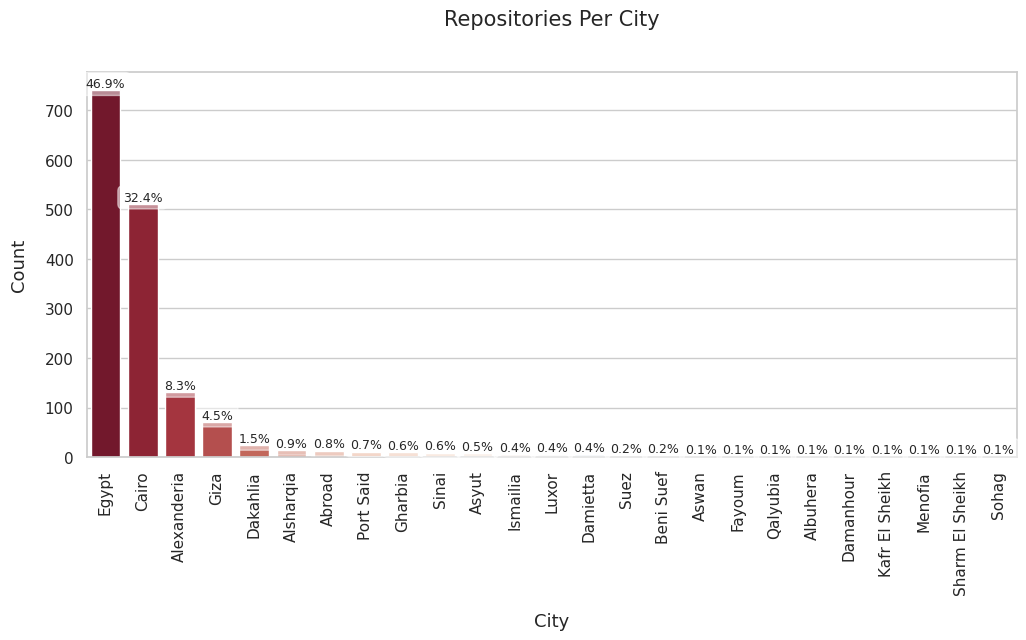 Repositories Per City
Count
700
600
500
400
300
200
100
0
46.9%
32.4%
8.3%
4.5%
1.5%
0.9%
0.8%
0.7%
0.6%
0.6%
0.5%
0.4%
0.4%
0.4%
0.2%
0.2%
0.1%
0.1%
0.1%
0.1%
0.1%
0.1%
0.1%
0.1%
0.1%
Egypt
Cairo
Alexanderia
Giza
Dakahlia
Alsharqia
Abroad
Port Said
Gharbia
Sinai
Asyut
Ismailia
Luxor
Damietta
Suez
Beni Suef
Aswan
Fayoum
Qalyubia
Albuhera
Damanhour
Kafr El Sheikh
Menofia
Sharm El Sheikh
Sohag
City